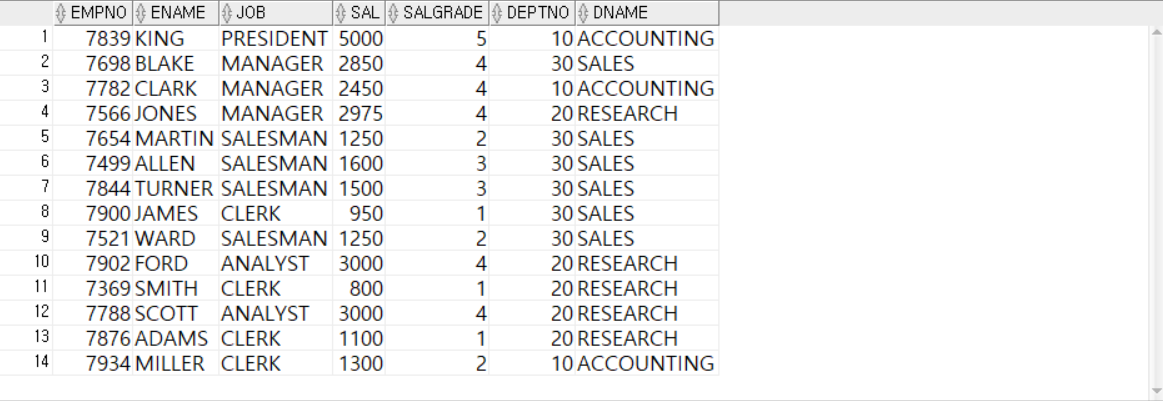 EMPNO ENAME JOB SAL SALGRADE DEPTNO DNAME
1 7839 KING PRESIDENT 5000 5 10 ACCOUNTING
2 7698 BLAKE MANAGER 2850 4 30 SALES
3 7782 CLARK MANAGER 2450 4 10 ACCOUNTING
4 7566 JONES MANAGER 2975 4 20 RESEARCH
5 7654 MARTIN SALESMAN 1250 2 30 SALES
6 7499 ALLEN SALESMAN 1600 3 30 SALES
7 7844 TURNER SALESMAN 1500 3 30 SALES
8 7900 JAMES CLERK 950 1 30 SALES
9 7521 WARD SALESMAN 1250 2 30 SALES
10 7902 FORD ANALYST 3000 4 20 RESEARCH
11 7369 SMITH CLERK 800 1 20 RESEARCH
12 7788 SCOTT ANALYST 3000 4 20 RESEARCH
13 7876 ADAMS CLERK 1100 1 20 RESEARCH
14 7934 MILLER CLERK 1300 2 10 ACCOUNTING